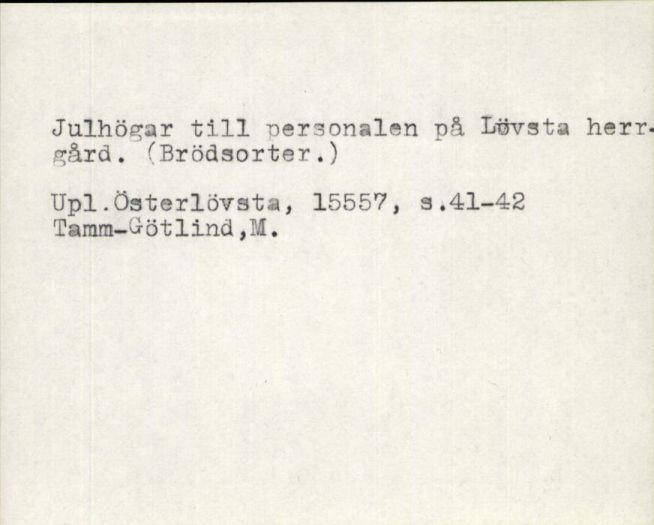 Julhögar till personalen på Lövsta herr-
gård. (Brödsorter.)
Upl.Österlövsta, 15557, s.41-42
Tamm-Götlind,M.